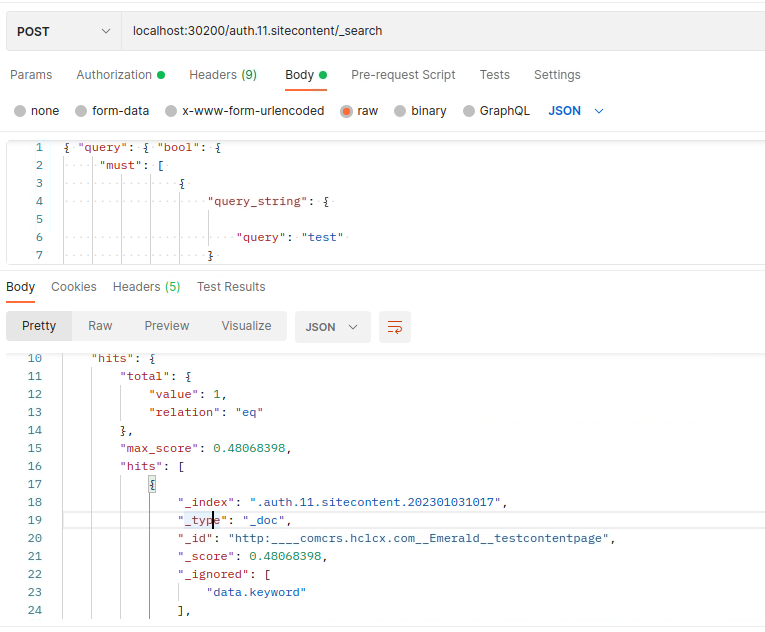 POST localhost:30200/auth.11.sitecontent/_search
Params Authorization Headers (9) Body Pre-request Script Tests Settings
none form-data x-www-form-urlencoded raw binary GraphQL JSON
1 { "query": { "bool": {
2 "must": [
3 {
4 "query_string": {
5
6 "query": "test"
7 }
Body Cookies Headers (5) Test Results
Pretty Raw Preview Visualize JSON
10 "hits": {
11 "total": {
12 "value": 1,
13 "relation": "eq"
14 },
15 "max_score": 0.48068398,
16 "hits": [
17 {
18 "_index": ".auth.11.sitecontent.202301031017",
19 "_type": "_doc",
20 "_id": "http:____comcrs.hclcx.com__Emerald__testcontentpage",
21 "_score": 0.48068398,
22 "_ignored": [
23 "data.keyword"
24 ],